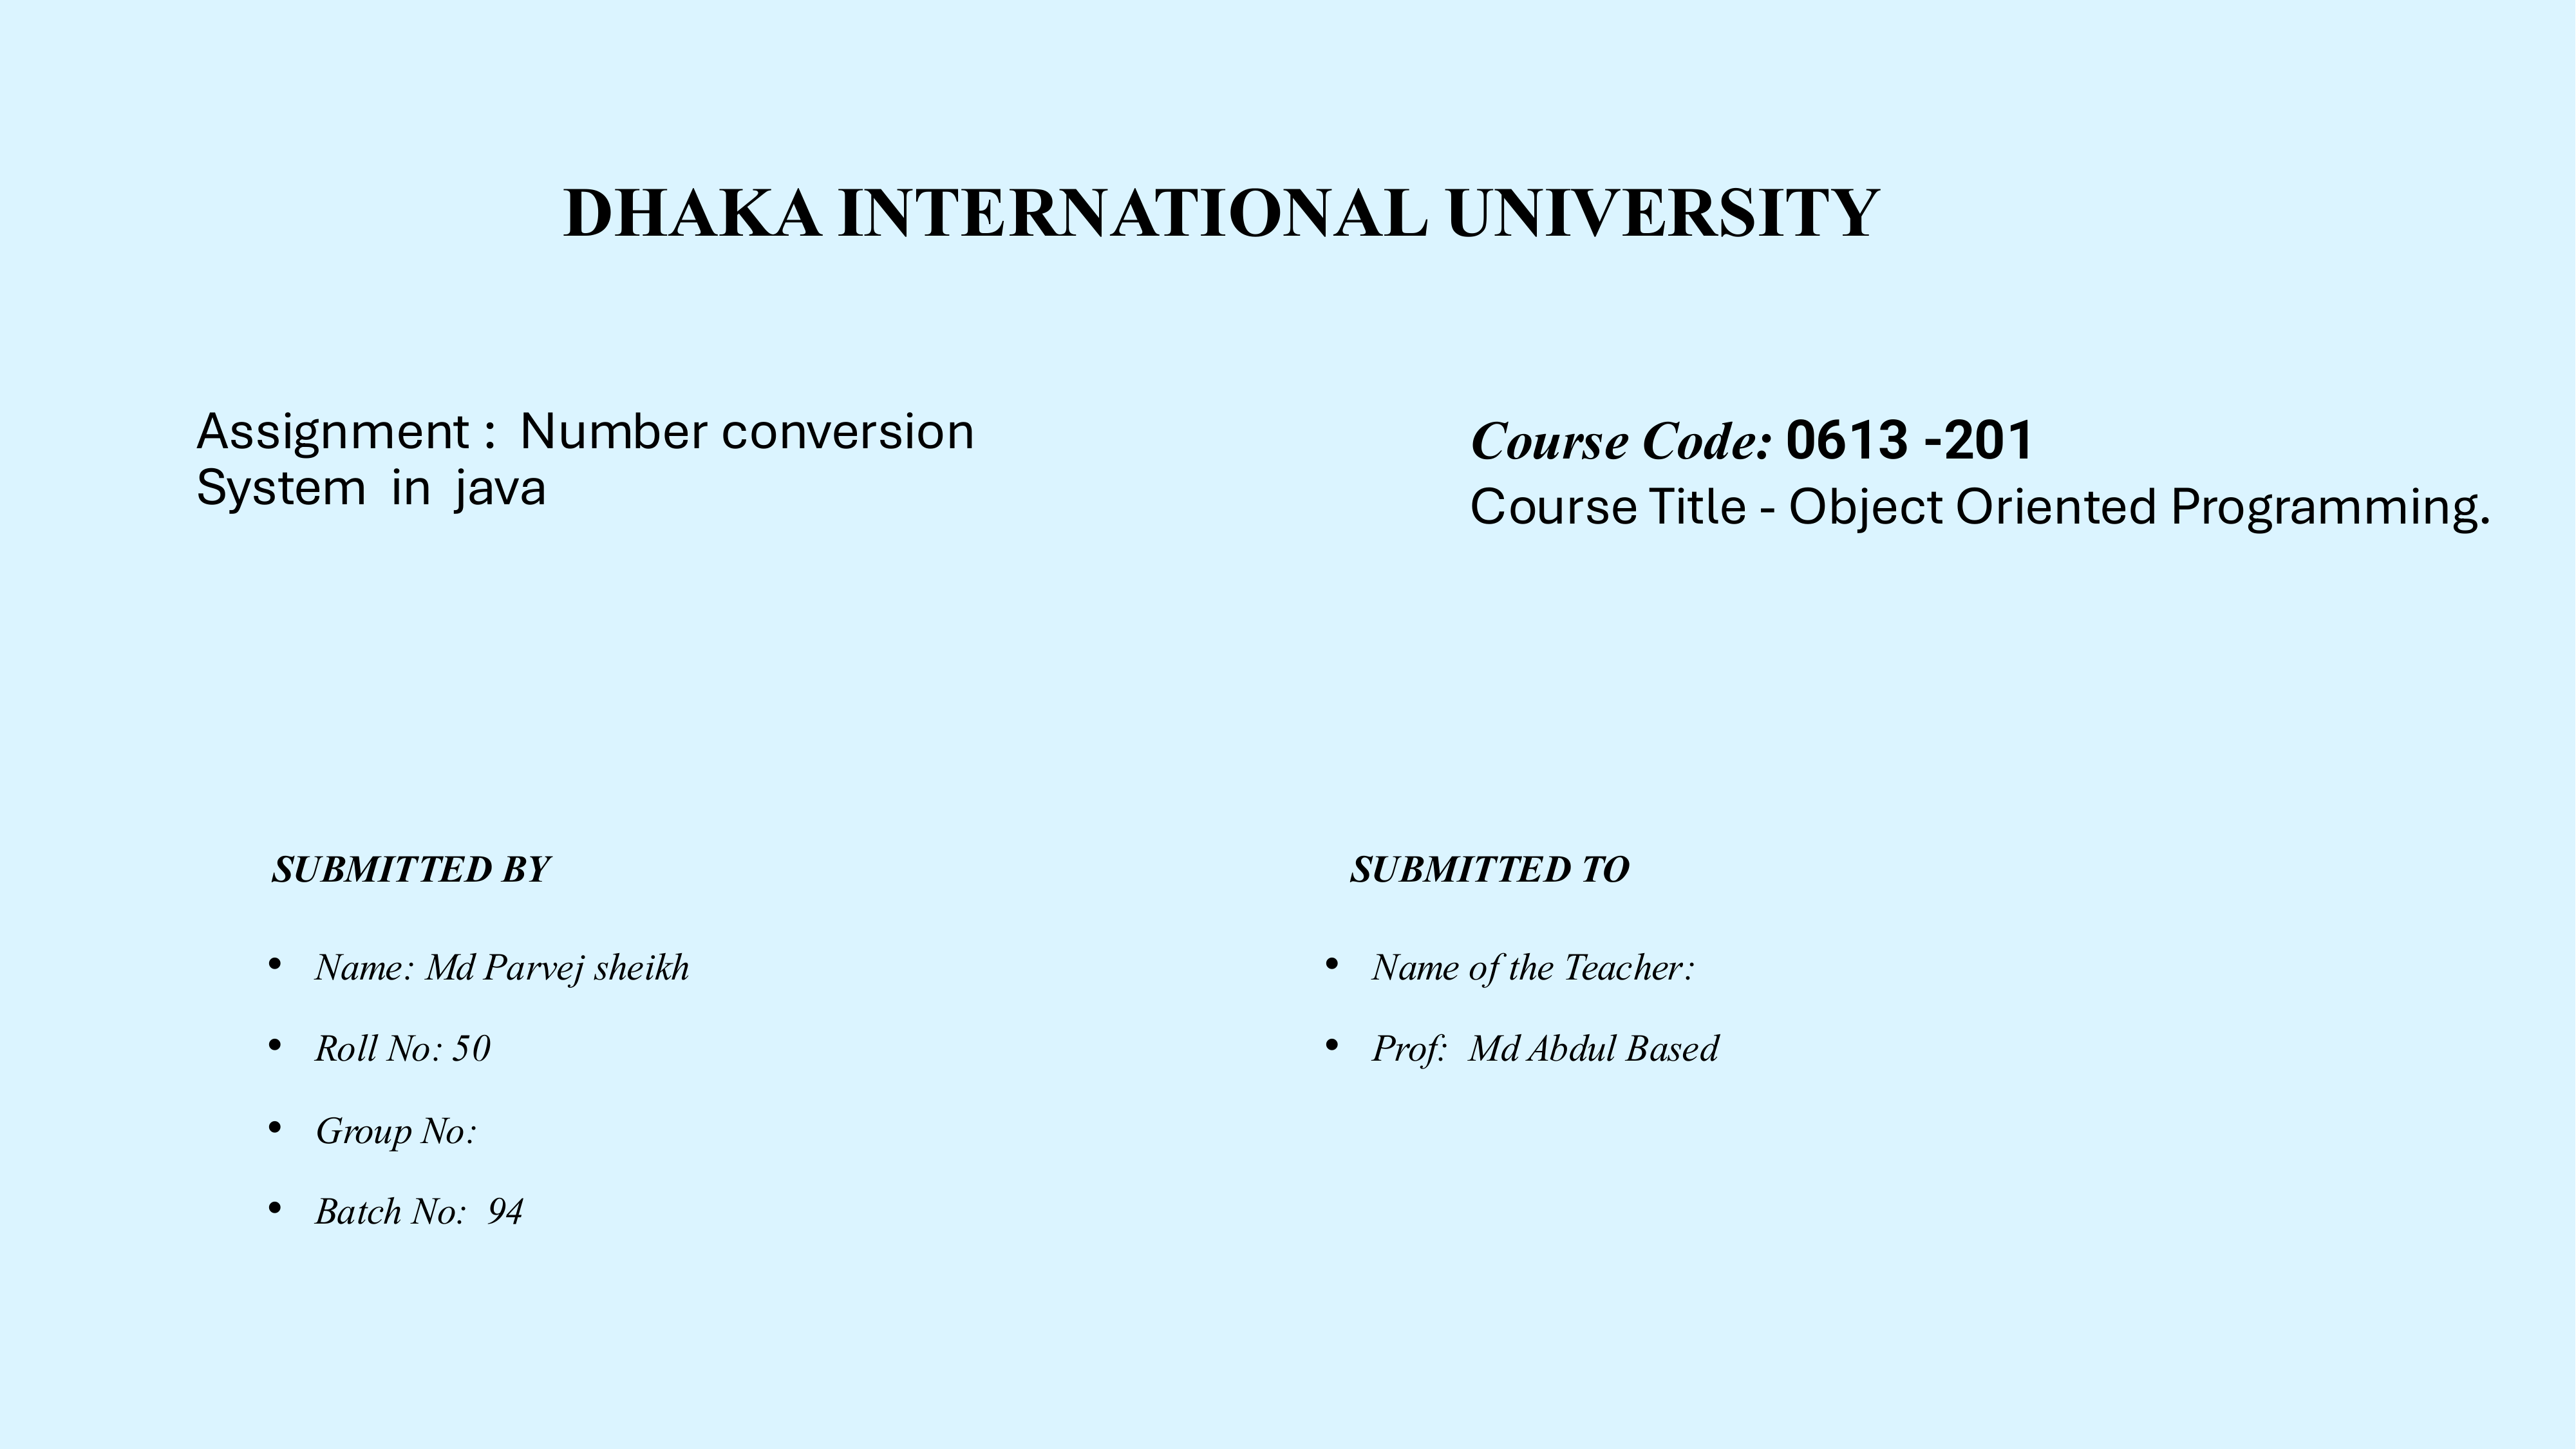 DHAKA INTERNATIONAL UNIVERSITY
Assignment : Number conversion
System in java
Course Code: 0613 -201
Course Title - Object Oriented Programming.
SUBMITTED BY
• Name: Md Parvej sheikh
• Roll No: 50
• Group No:
• Batch No: 94
SUBMITTED TO
• Name of the Teacher:
• Prof: Md Abdul Based